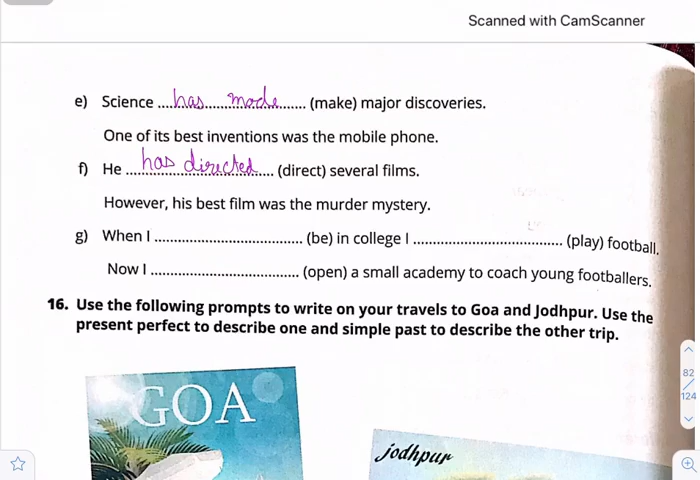 Scanned with CamScanner
e) Science ....has......made....... (make) major discoveries.
One of its best inventions was the mobile phone.
f) He ...has directed.... (direct) several films.
However, his best film was the murder mystery.
g) When I .................................... (be) in college I .................................... (play) football.
Now I .................................... (open) a small academy to coach young footballers.
16. Use the following prompts to write on your travels to Goa and Jodhpur. Use the
present perfect to describe one and simple past to describe the other trip.
GOA
jodhpur
82
124